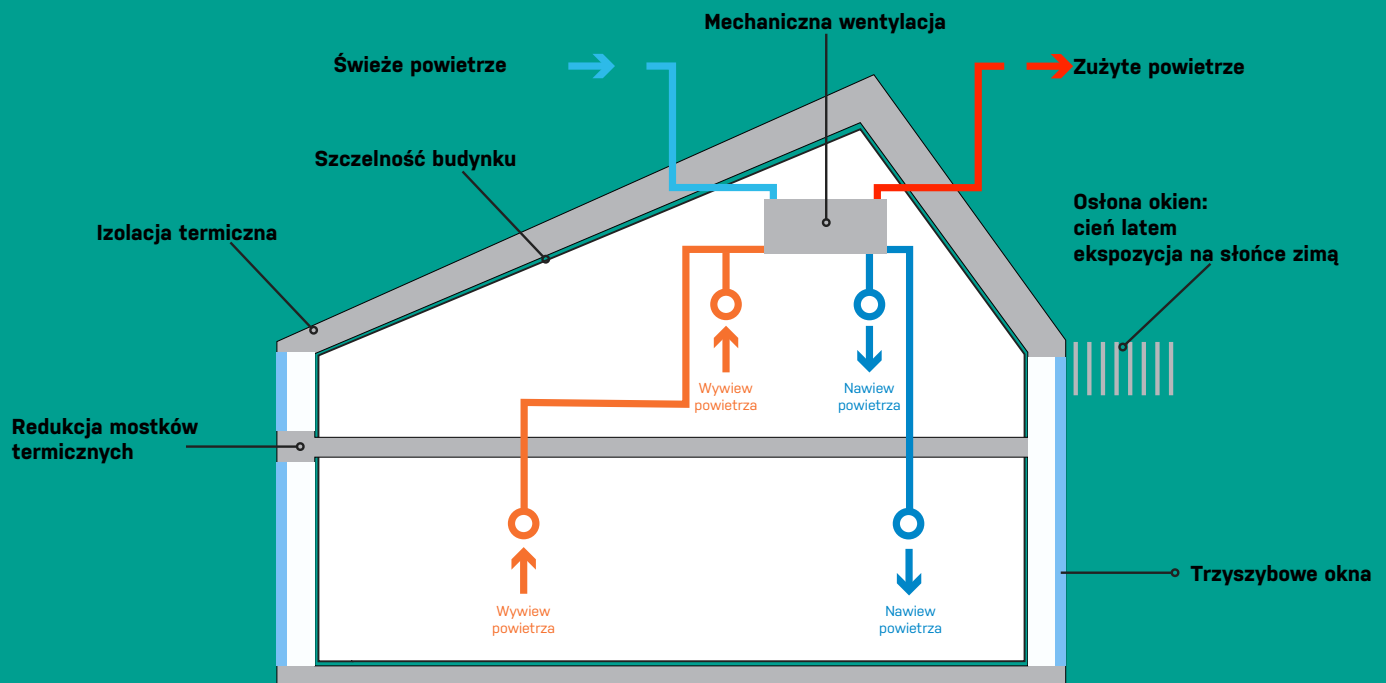 Mechaniczna wentylacja
Świeże powietrze
Zużyte powietrze
Szczelność budynku
Izolacja termiczna
Osłona okien:
cień latem
ekspozycja na słońce zimą
Wywiew
powietrza
Nawiew
powietrza
Redukcja mostków
termicznych
Trzyszybowe okna
Wywiew
powietrza
Nawiew
powietrza